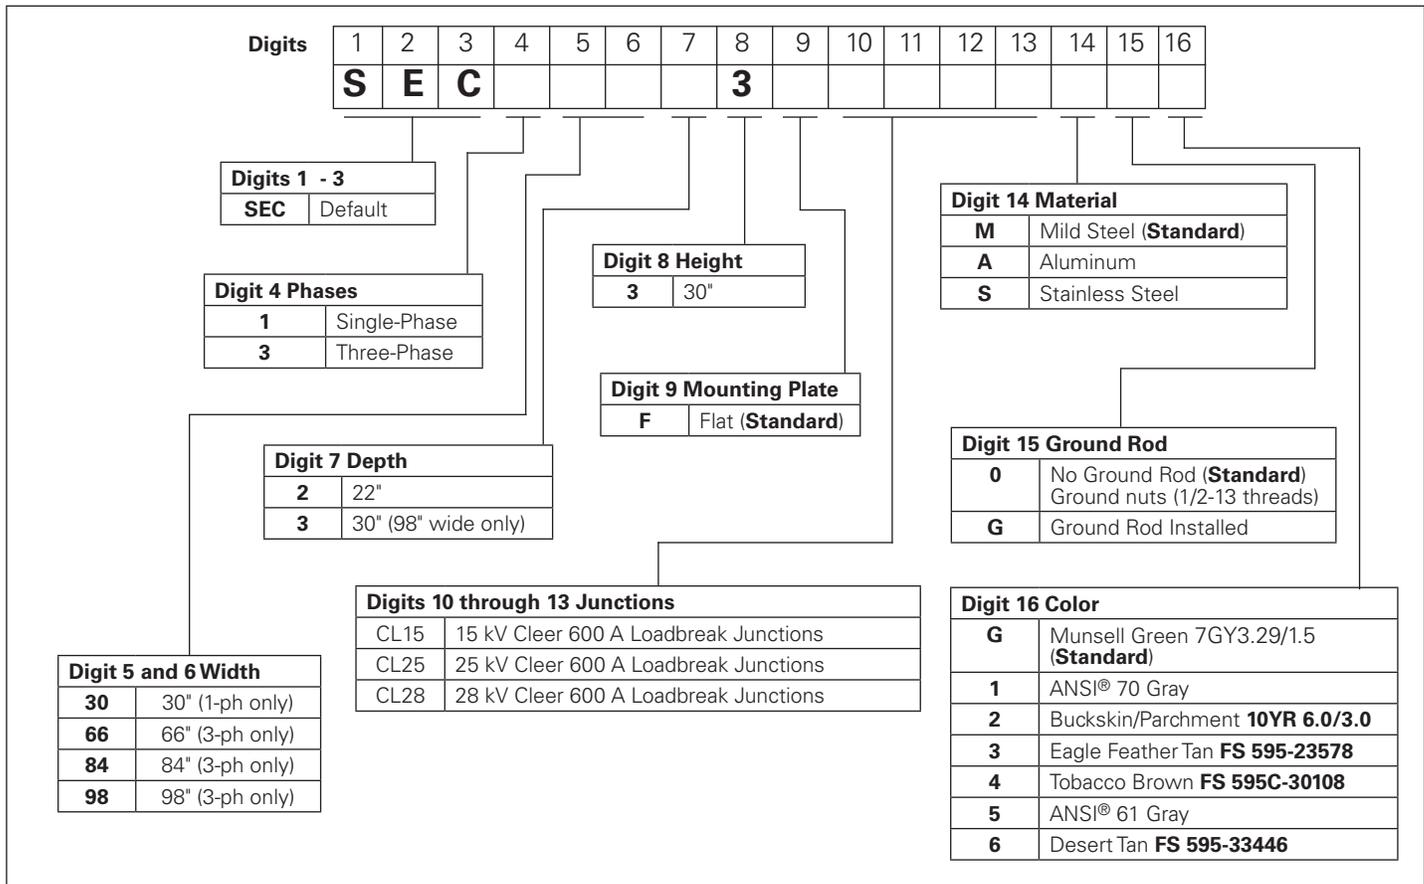 Digits 1 2 3 4 5 6 7 8 9 10 11 12 13 14 15 16
S E C 3
Digits 1 - 3
SEC Default
Digit 4 Phases
1 Single-Phase
3 Three-Phase
Digit 8 Height
3 30"
Digit 14 Material
M Mild Steel (Standard)
A Aluminum
S Stainless Steel
Digit 9 Mounting Plate
F Flat (Standard)
Digit 7 Depth
2 22"
3 30" (98" wide only)
Digit 15 Ground Rod
0 No Ground Rod (Standard)
Ground nuts (1/2-13 threads)
G Ground Rod Installed
Digits 10 through 13 Junctions
CL15 15 kV Cleer 600 A Loadbreak Junctions
CL25 25 kV Cleer 600 A Loadbreak Junctions
CL28 28 kV Cleer 600 A Loadbreak Junctions
Digit 5 and 6 Width
30 30" (1-ph only)
66 66" (3-ph only)
84 84" (3-ph only)
98 98" (3-ph only)
Digit 16 Color
G Munsell Green 7GY3.29/1.5
(Standard)
1 ANSI® 70 Gray
2 Buckskin/Parchment 10YR 6.0/3.0
3 Eagle Feather Tan FS 595-23578
4 Tobacco Brown FS 595C-30108
5 ANSI® 61 Gray
6 Desert Tan FS 595-33446